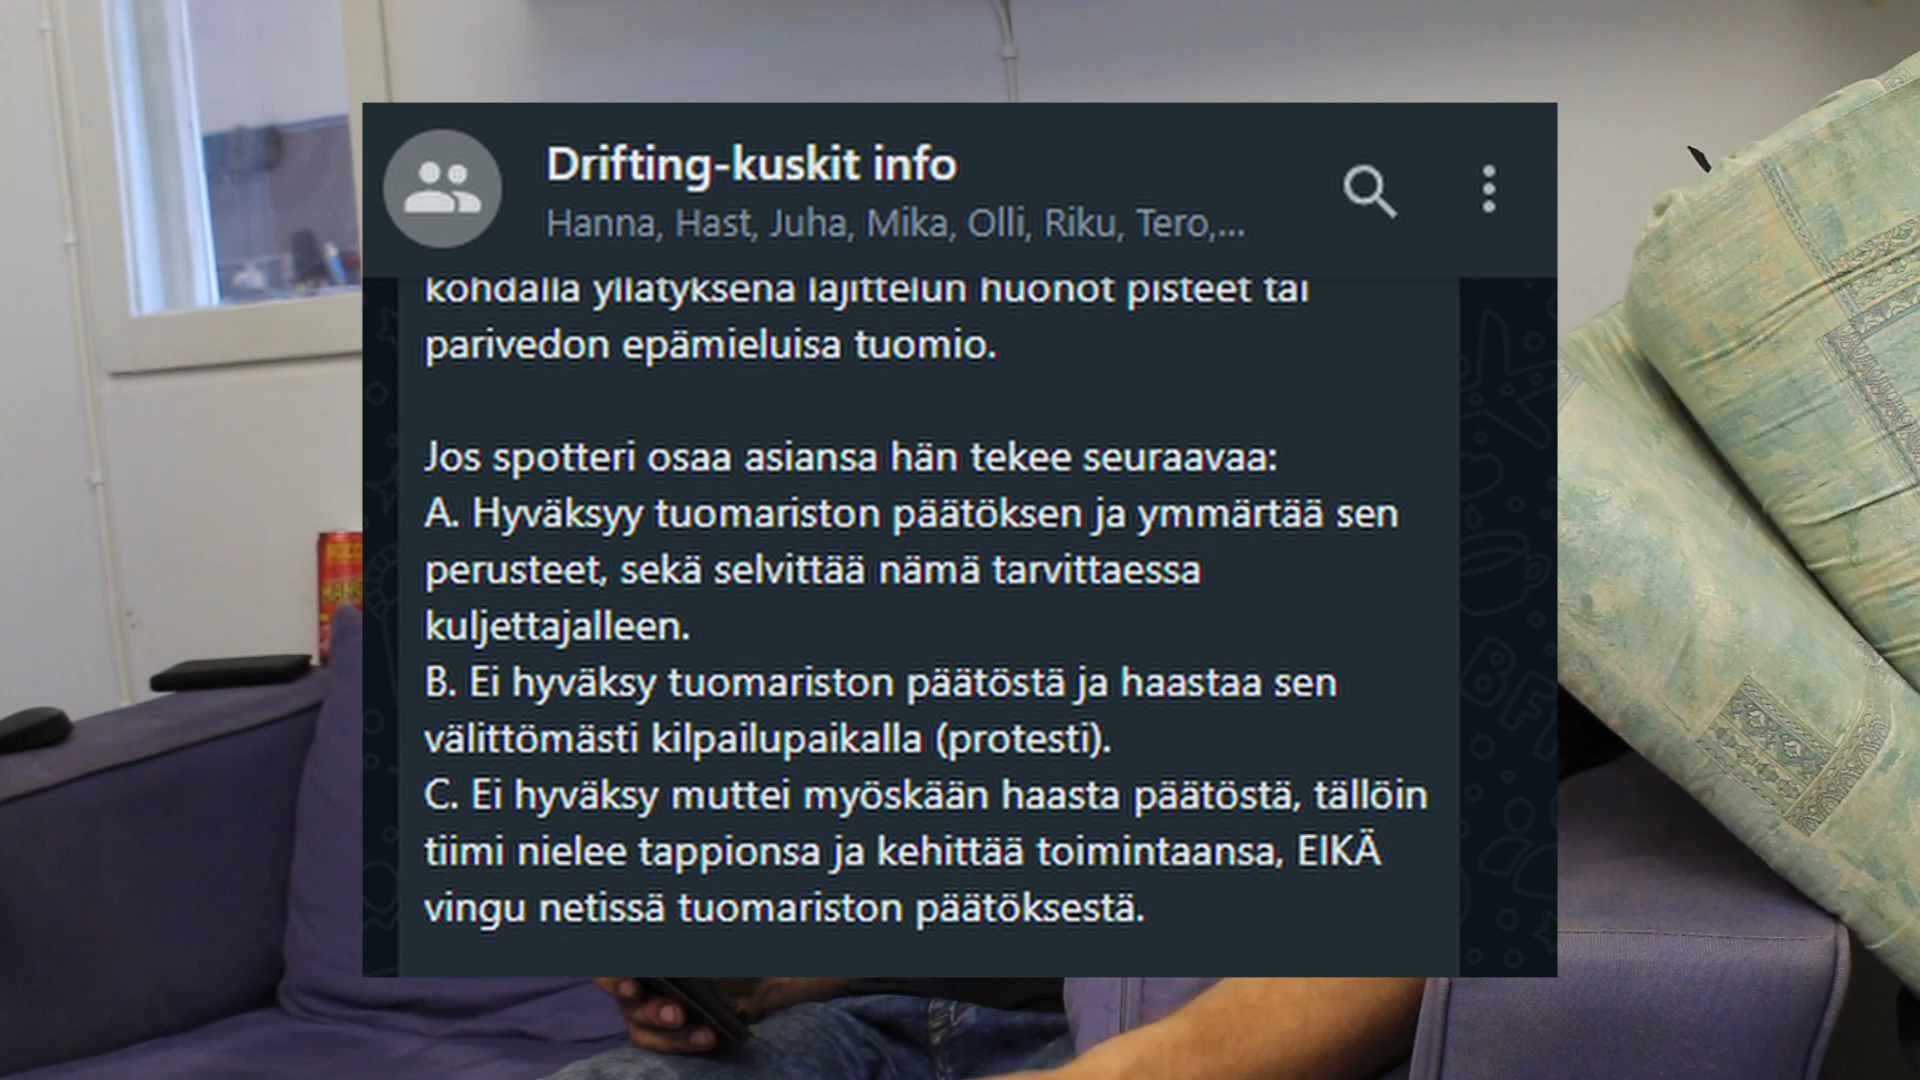 Drifting-kuskit info
Hanna, Hast, Juha, Mika, Olli, Riku, Tero,...
kohdalla yllätyksenä lajittelun huonot pisteet tai
parivedon epämieluisa tuomio.
Jos spotteri osaa asiansa hän tekee seuraavaa:
A. Hyväksyy tuomariston päätöksen ja ymmärtää sen
perusteet, sekä selvittää nämä tarvittaessa
kuljettajalleen.
B. Ei hyväksy tuomariston päätöstä ja haastaa sen
välittömästi kilpailupaikalla (protesti).
C. Ei hyväksy muttei myöskään haasta päätöstä, tällöin
tiimi nielee tappionsa ja kehittää toimintaansa, EIKÄ
vingu netissä tuomariston päätöksestä.